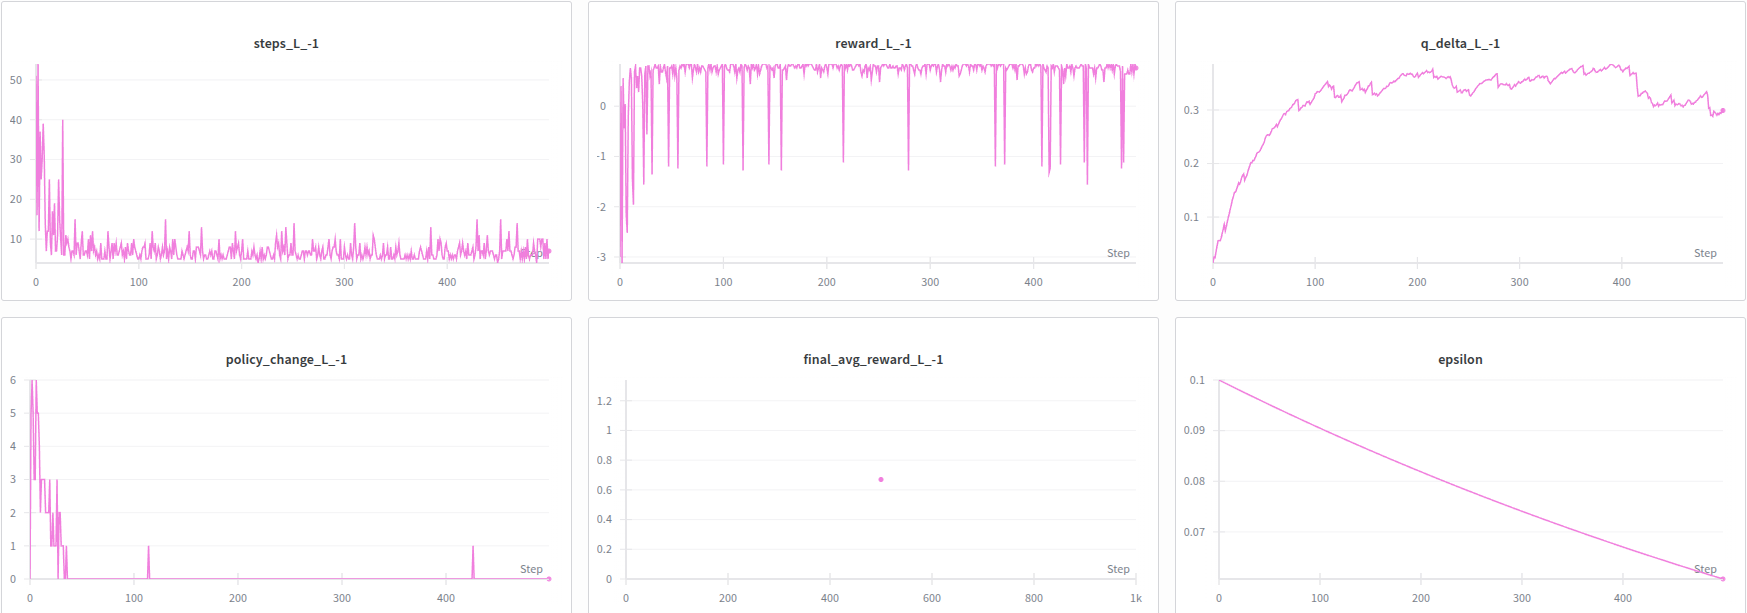 steps_L_-1
50
40
30
20
10
Step
0 100 200 300 400
reward_L_-1
0
-1
-2
-3
Step
0 100 200 300 400
q_delta_L_-1
0.3
0.2
0.1
Step
0 100 200 300 400
policy_change_L_-1
6
5
4
3
2
1
0
Step
0 100 200 300 400
final_avg_reward_L_-1
1.2
1
0.8
0.6
0.4
0.2
0
Step
0 200 400 600 800 1k
epsilon
0.1
0.09
0.08
0.07
Step
0 100 200 300 400